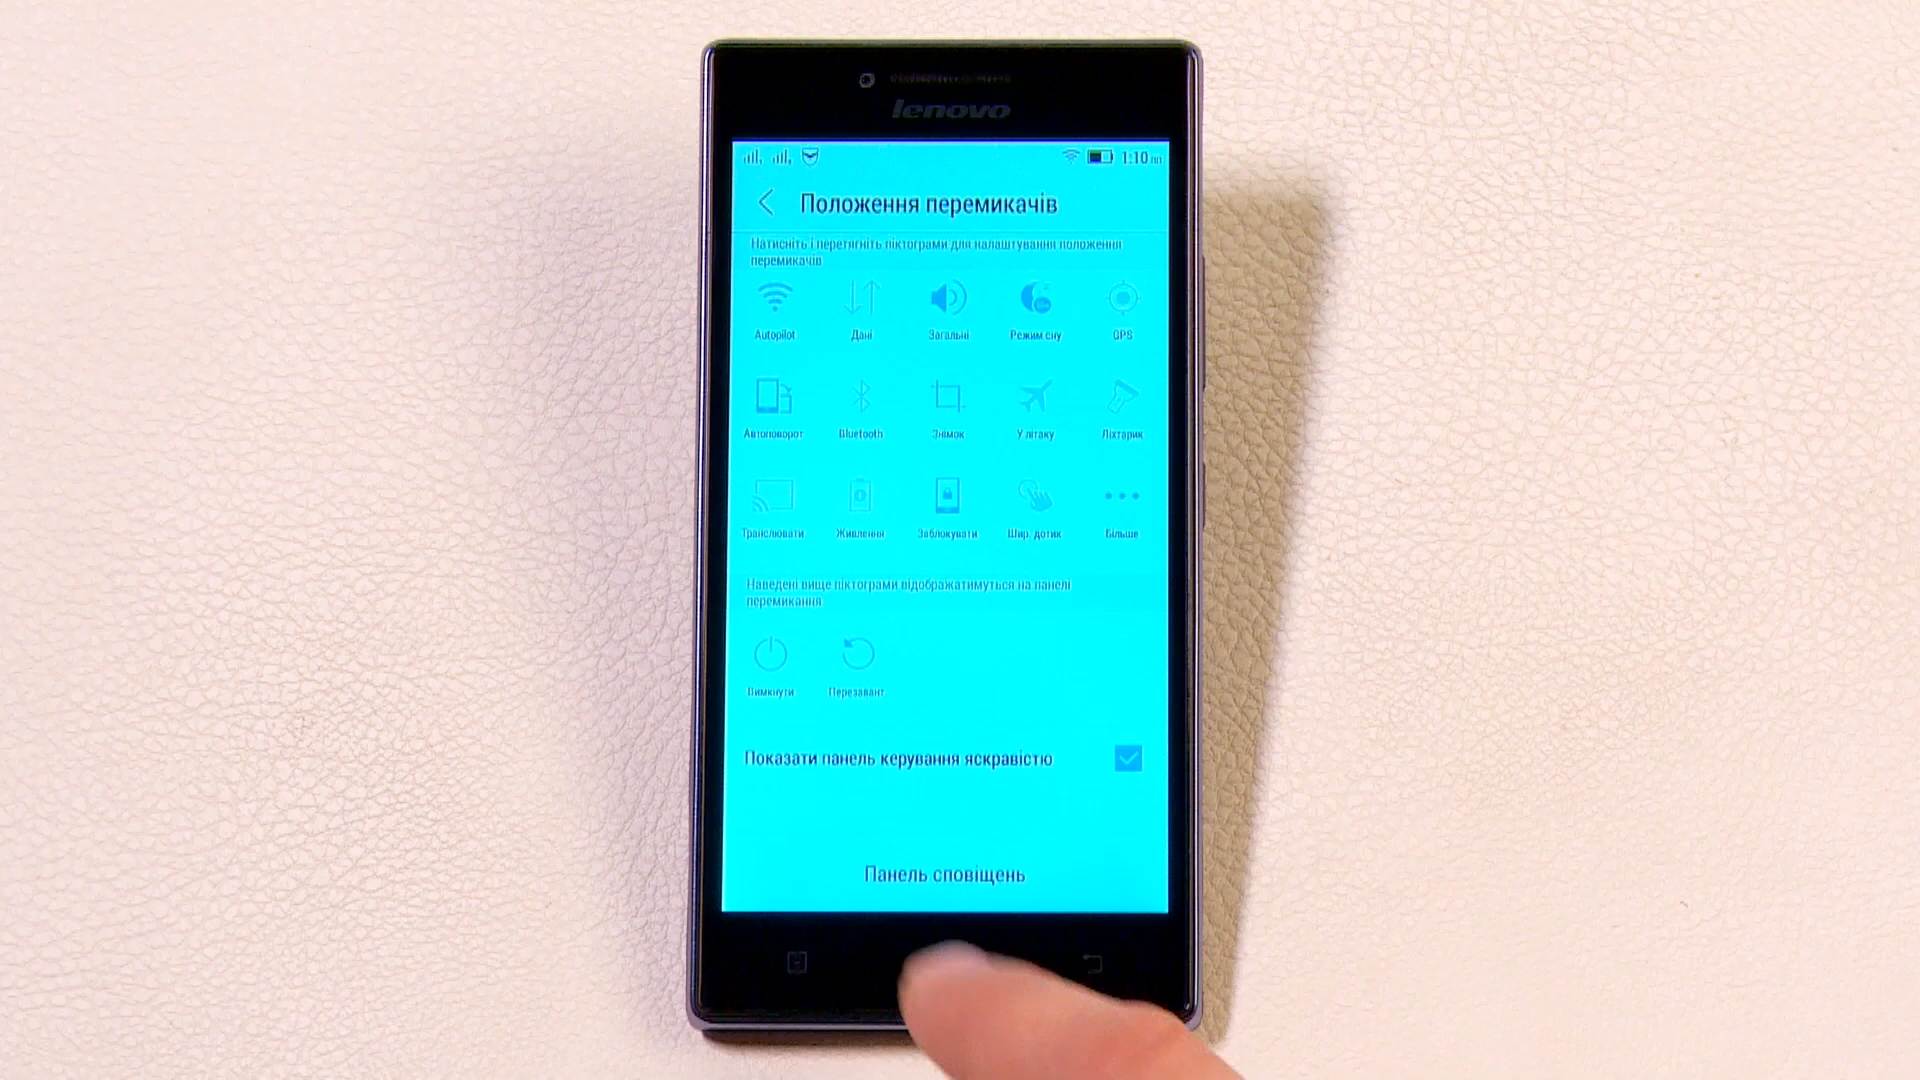 lenovo
1:10 пп
Положення перемикачів
Натисніть і перетягніть піктограми для налаштування положення
перемикачів
Autopilot Дані Загальні Режим сну GPS
Автоповорот Bluetooth Знімок У літаку Ліхтарик
Транслювати Живлення Заблокувати Шир. дотик Більше
Наведені вище піктограми відображатимуться на панелі
перемикання
Вимкнути Перезавант
Показати панель керування яскравістю
Панель сповіщень